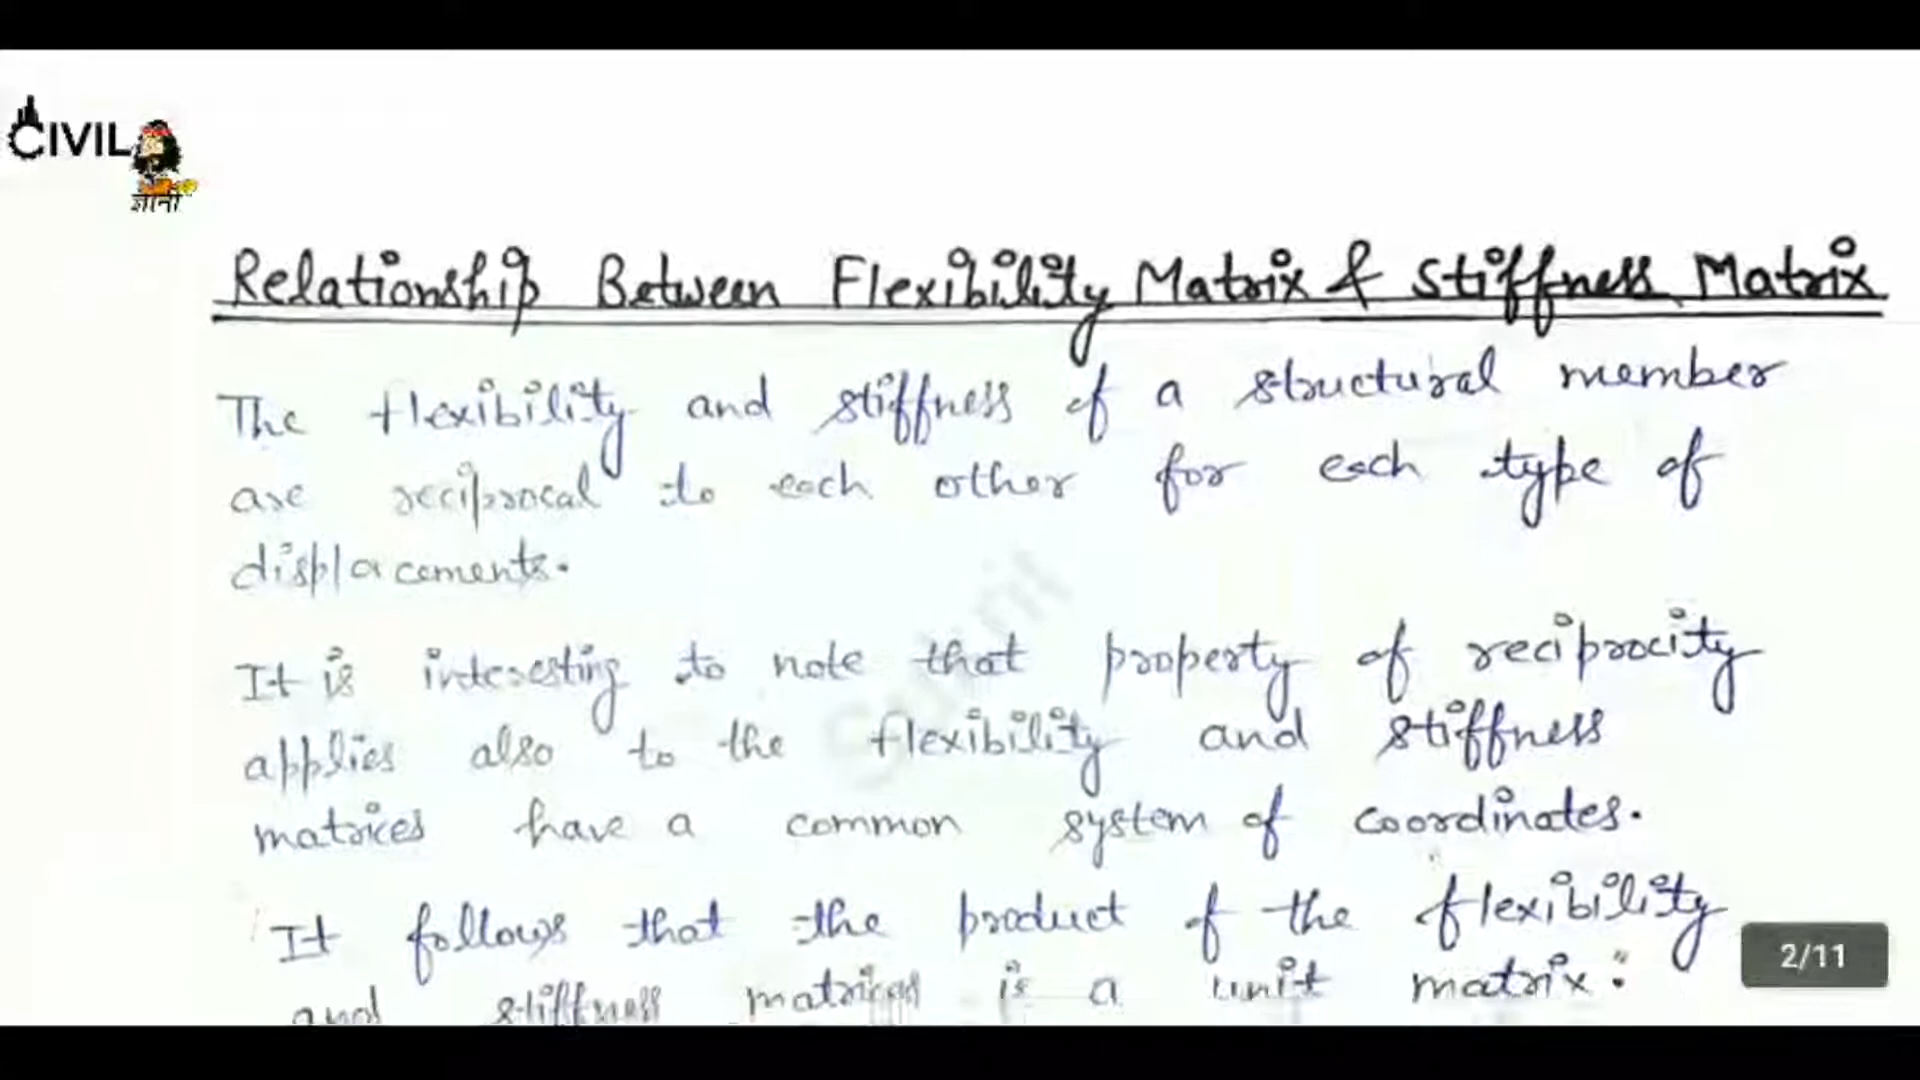 CIVIL
ज्ञानी
Relationship Between Flexibility Matrix & Stiffness Matrix
The flexibility and stiffness of a structural member
are reciprocal to each other for each type of
displacements.
It is interesting to note that property of reciprocity
applies also to the flexibility and stiffness
matrices have a common system of coordinates.
It follows that the product of the flexibility
and stiffness matrices is a unit matrix:
2/11